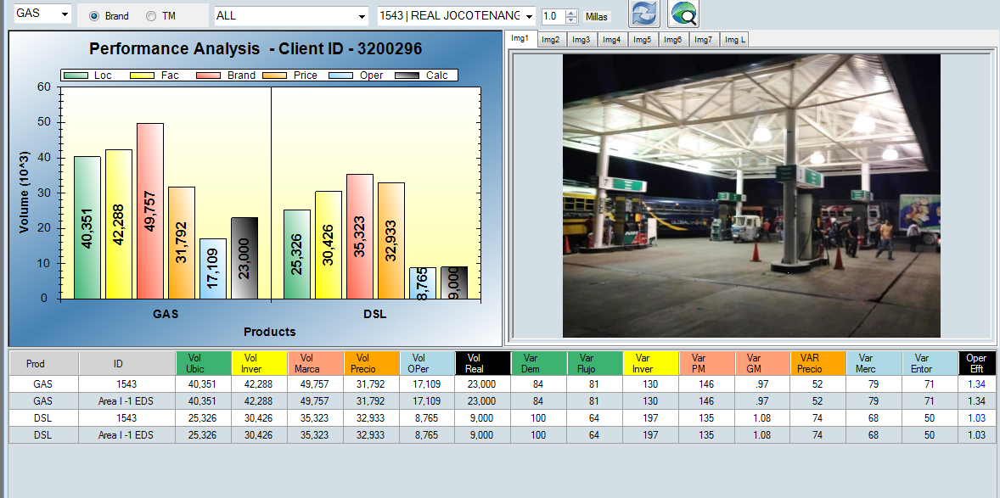 GAS Brand TM ALL 1543 | REAL JOCOTENANG 1.0 Millas
Performance Analysis - Client ID - 3200296
Loc Fac Brand Price Oper Calc
Volume (10^3)
60
50
40
30
20
10
0
40,351 42,288 49,757 31,792 17,109 23,000 25,326 30,426 35,323 32,933 8,765 9,000
GAS DSL
Products
Img1 Img2 Img3 Img4 Img5 Img6 Img7 Img L
7
GLOBAL
Prod ID Vol Ubic Vol Inver Vol Marca Vol Precio Vol OPer Vol Real Var Dem Var Flujo Var Inver Var PM Var GM VAR Precio Var Merc Var Entor Oper Efft
GAS 1543 40,351 42,288 49,757 31,792 17,109 23,000 84 81 130 146 .97 52 79 71 1.34
GAS Area I -1 EDS 40,351 42,288 49,757 31,792 17,109 23,000 84 81 130 146 .97 52 79 71 1.34
DSL 1543 25,326 30,426 35,323 32,933 8,765 9,000 100 64 197 135 1.08 74 68 50 1.03
DSL Area I -1 EDS 25,326 30,426 35,323 32,933 8,765 9,000 100 64 197 135 1.08 74 68 50 1.03